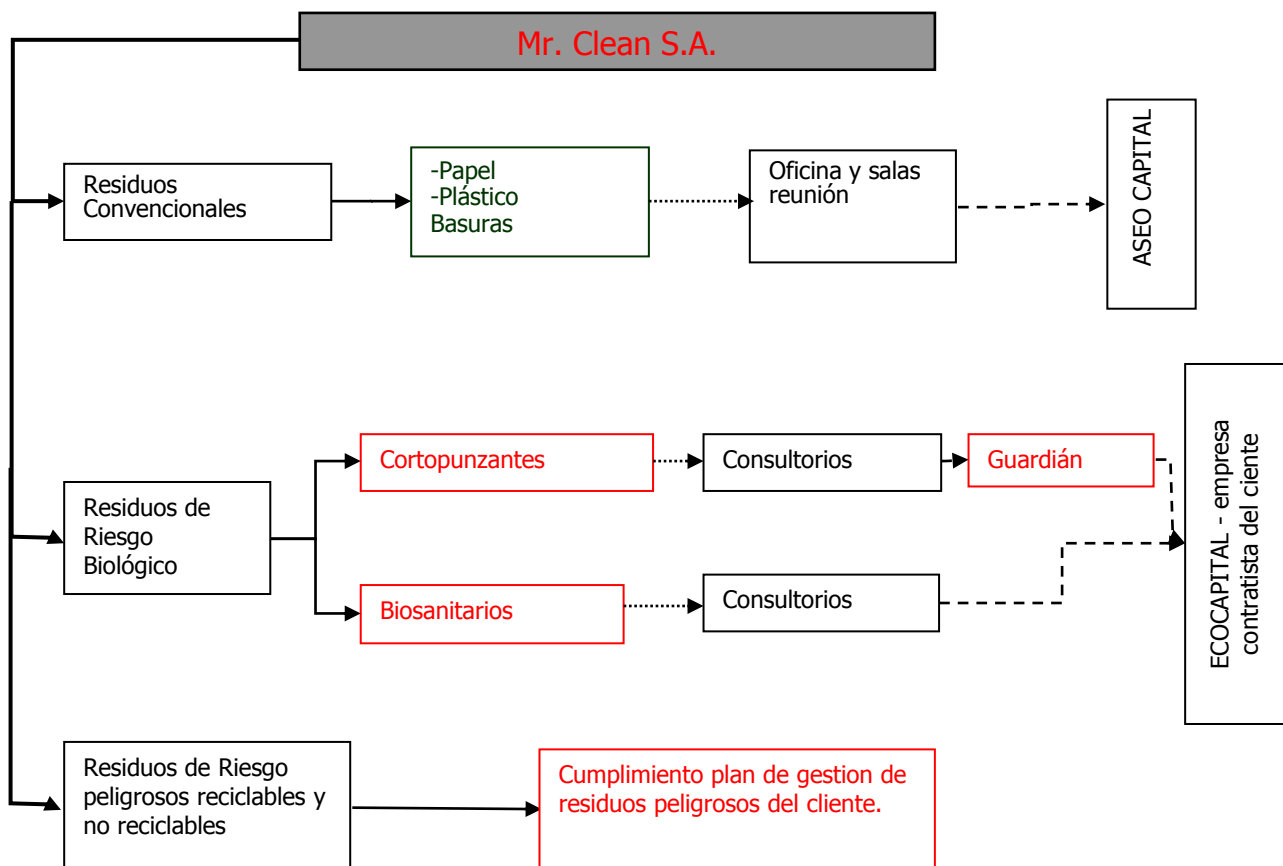 Mr. Clean S.A.
Residuos
Convencionales
-Papel
-Plástico
Basuras
Oficina y salas
reunión
ASEO CAPITAL
Residuos de
Riesgo
Biológico
Cortopunzantes
Consultorios
Guardián
Biosanitarios
Consultorios
ECOCAPITAL - empresa
contratista del ciente
Residuos de Riesgo
peligrosos reciclables y
no reciclables
Cumplimiento plan de gestion de
residuos peligrosos del cliente.